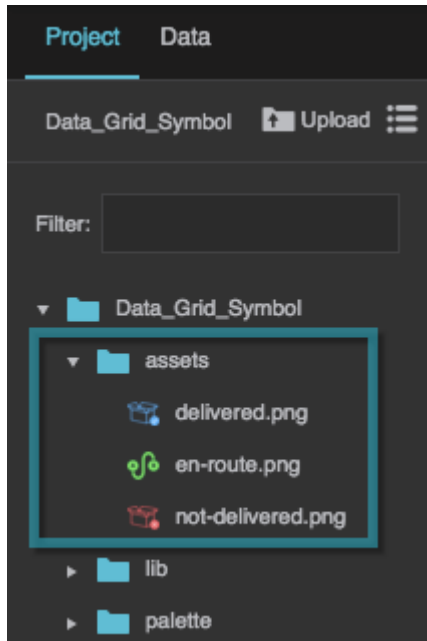 Project Data
Data_Grid_Symbol Upload
Filter:
Data_Grid_Symbol
assets
delivered.png
en-route.png
not-delivered.png
lib
palette